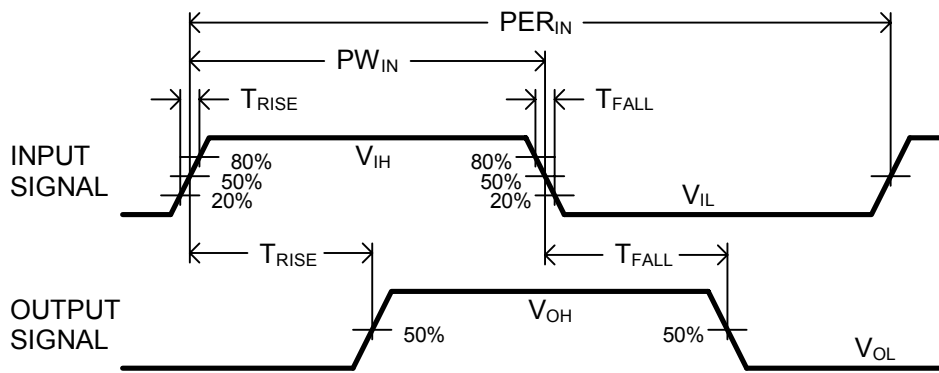 PER_IN
PW_IN
T_RISE
T_FALL
INPUT
SIGNAL
80%
50%
20%
V_IH
80%
50%
20%
V_IL
T_RISE
T_FALL
OUTPUT
SIGNAL
50%
V_OH
50%
V_OL